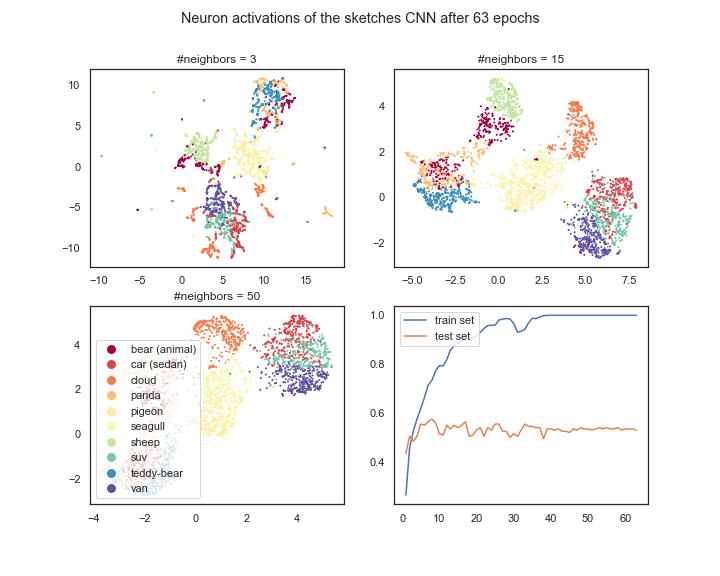 Neuron activations of the sketches CNN after 63 epochs
#neighbors = 3
10
5
0
−5
−10
−10
−5
0
5
10
15
#neighbors = 15
4
2
0
−2
−5.0
−2.5
0.0
2.5
5.0
7.5
#neighbors = 50
4
2
0
−2
−4
−2
0
2
4
bear (animal)
car (sedan)
cloud
panda
pigeon
seagull
sheep
suv
teddy-bear
van
1.0
0.8
0.6
0.4
0
10
20
30
40
50
60
train set
test set